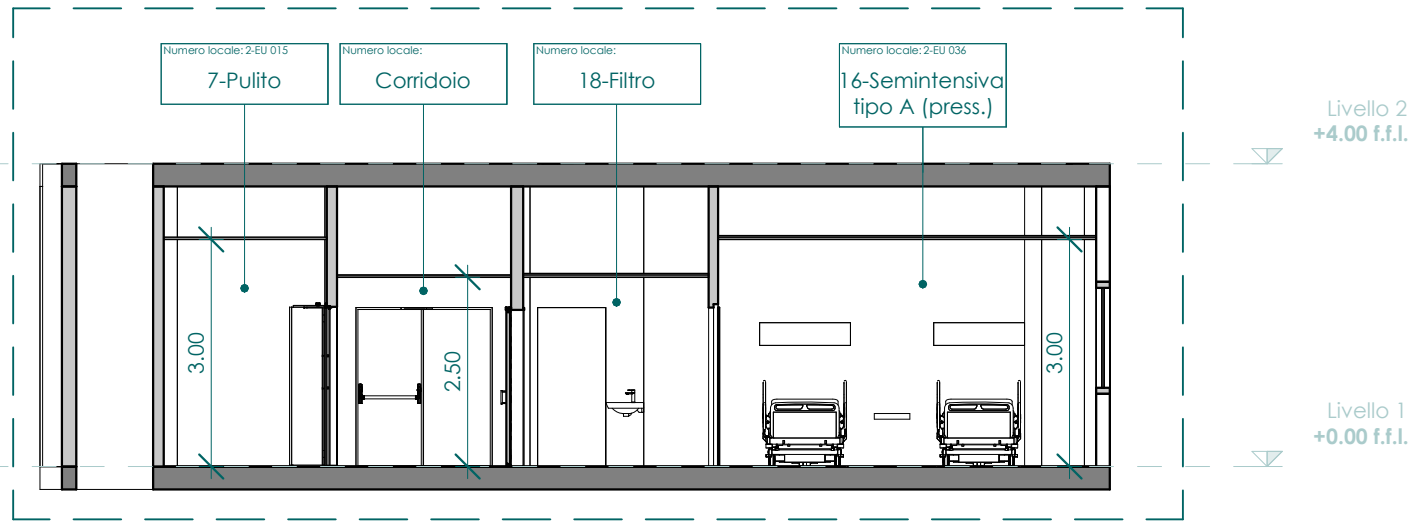 Numero locale: 2-EU 015
7-Pulito
Numero locale:
Corridoio
Numero locale:
18-Filtro
Numero locale: 2-EU 036
16-Semintensiva
tipo A (press.)
Livello 2
+4.00 f.f.l.
3.00
2.50
3.00
Livello 1
+0.00 f.f.l.